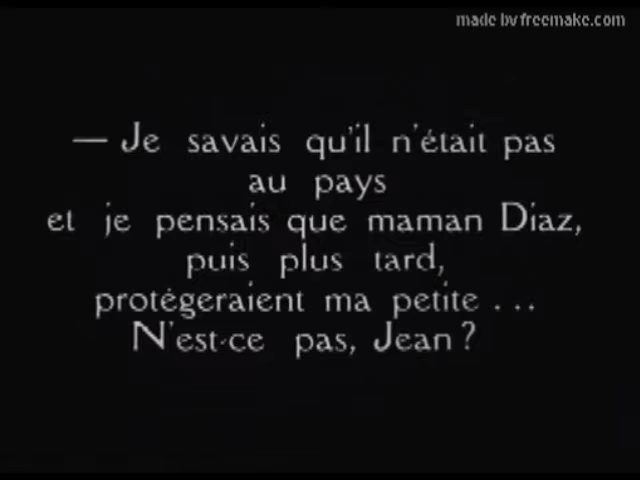 made by freemake.com
— Je savais qu'il n'était pas
au pays
et je pensais que maman Diaz,
puis plus tard,
protégeraient ma petite . . .
N'est-ce pas, Jean ?